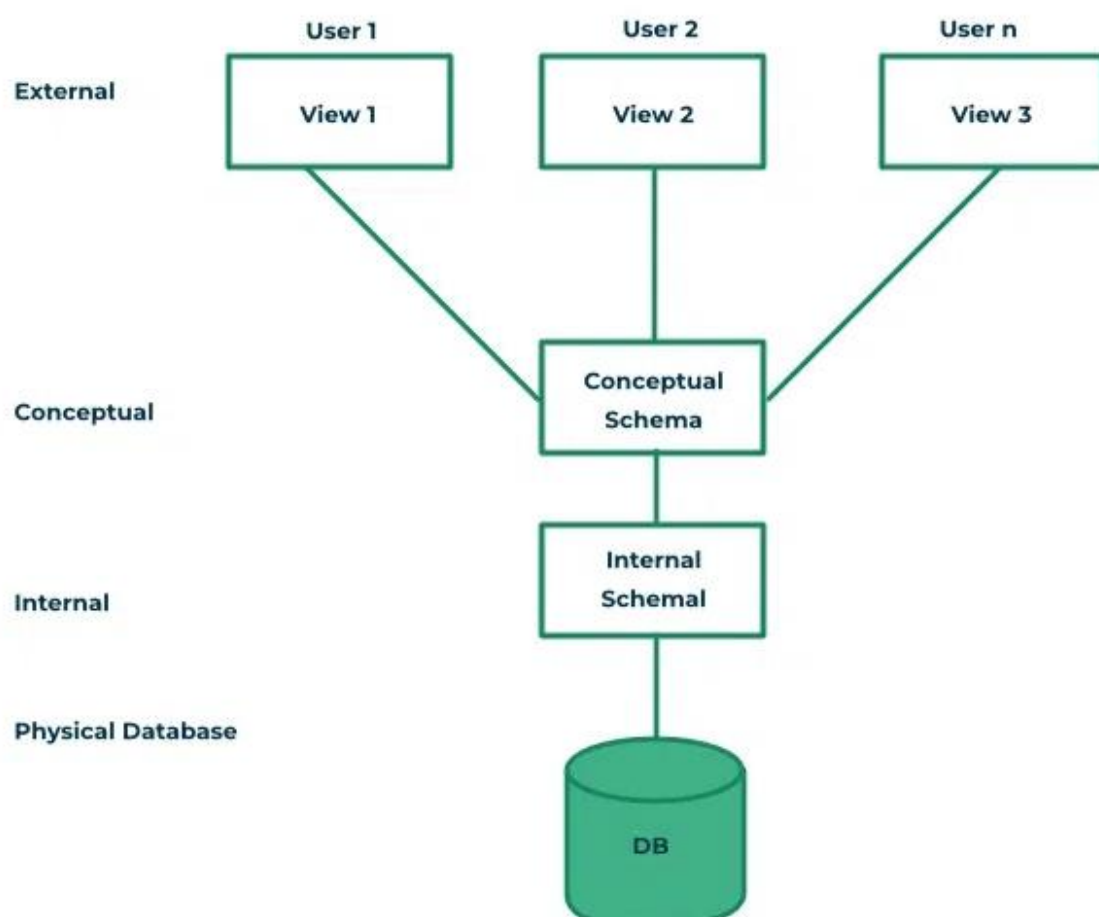 User 1
User 2
User n
External
View 1
View 2
View 3
Conceptual
Schema
Conceptual
Internal
Schemal
Internal
Physical Database
DB